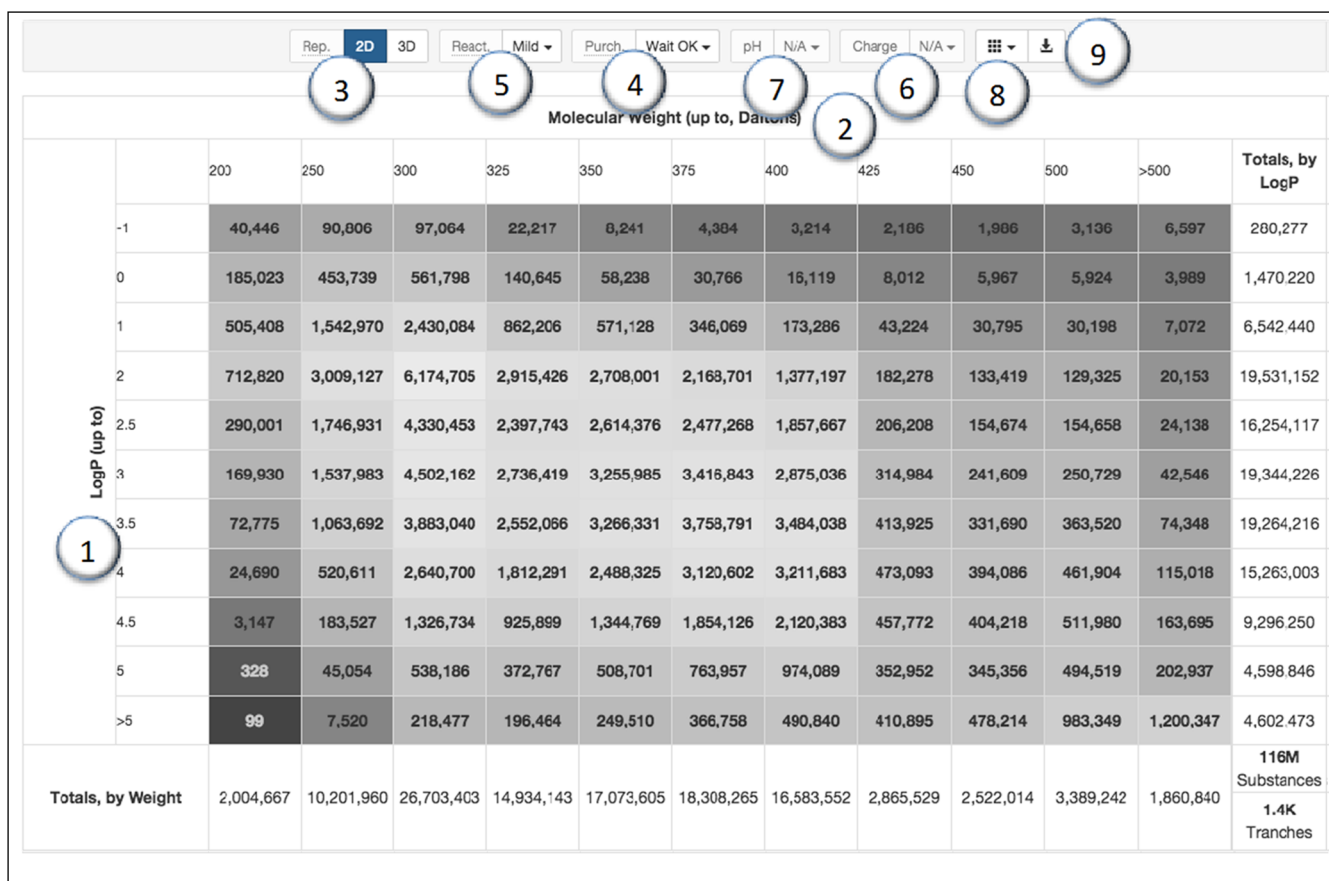 Rep. 2D 3D React. Mild Purch. Wait OK pH N/A Charge N/A
3 5 4 7 6 8 9
Molecular Weight (up to, Daltons) 2
200 250 300 325 350 375 400 425 450 500 >500 Totals, by LogP
-1 40,446 90,806 97,064 22,217 8,241 4,384 3,214 2,186 1,986 3,136 6,597 280,277
0 185,023 453,739 561,798 140,645 58,238 30,766 16,119 8,012 5,967 5,924 3,989 1,470,220
1 505,408 1,542,970 2,430,084 862,206 571,128 346,069 173,286 43,224 30,795 30,198 7,072 6,542,440
2 712,820 3,009,127 6,174,705 2,915,426 2,708,001 2,168,701 1,377,197 182,278 133,419 129,325 20,153 19,531,152
2.5 290,001 1,746,931 4,330,453 2,397,743 2,614,376 2,477,268 1,857,667 206,208 154,674 154,658 24,138 16,254,117
LogP (up to)
3 169,930 1,537,983 4,502,162 2,736,419 3,255,985 3,416,843 2,875,036 314,984 241,609 250,729 42,546 19,344,226
3.5 72,775 1,063,692 3,883,040 2,552,066 3,266,331 3,758,791 3,484,038 413,925 331,690 363,520 74,348 19,264,216
1
4 24,690 520,611 2,640,700 1,812,291 2,488,325 3,120,602 3,211,683 473,093 394,086 461,904 115,018 15,263,003
4.5 3,147 183,527 1,326,734 925,899 1,344,769 1,854,126 2,120,383 457,772 404,218 511,980 163,695 9,296,250
5 328 45,054 538,186 372,767 508,701 763,957 974,089 352,952 345,356 494,519 202,937 4,598,846
>5 99 7,520 218,477 196,464 249,510 366,758 490,840 410,895 478,214 983,349 1,200,347 4,602,473
Totals, by Weight 2,004,667 10,201,960 26,703,403 14,934,143 17,073,605 18,308,265 16,583,552 2,865,529 2,522,014 3,389,242 1,860,840
116M
Substances
1.4K
Tranches